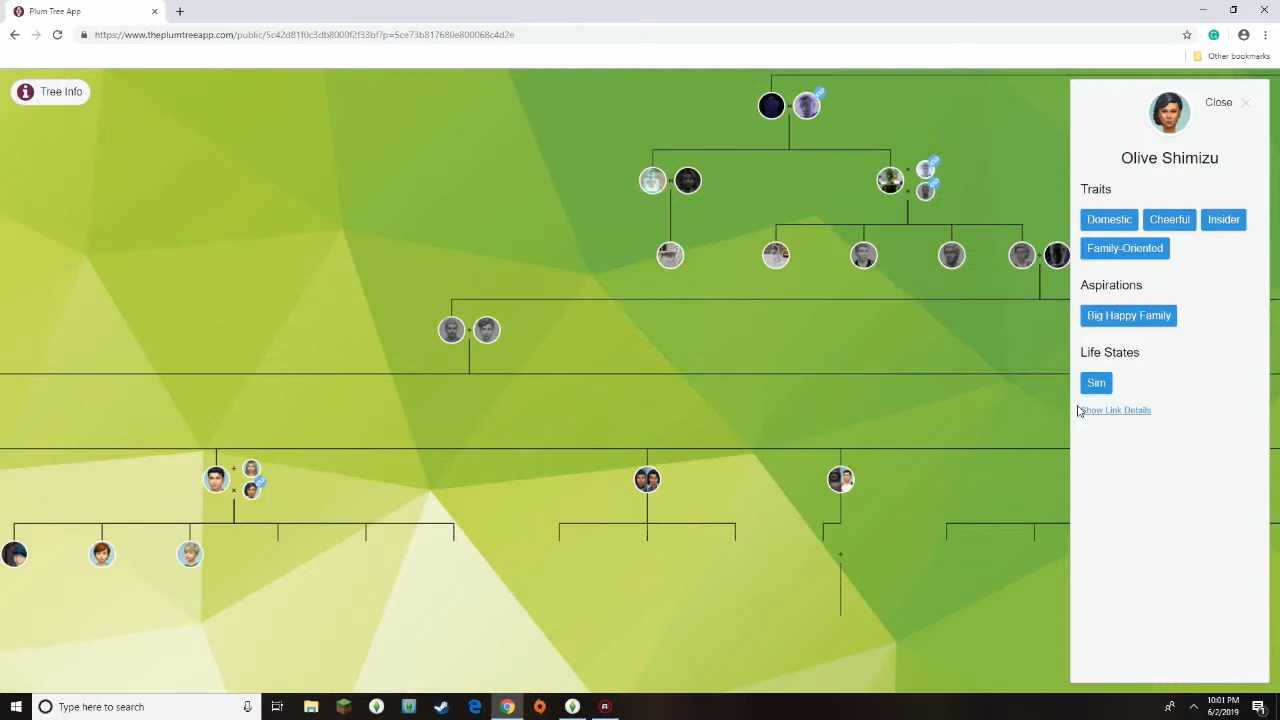 Plum Tree App
https://www.theplumtreeapp.com/public/5c42d81f0c3db8000f2f33bf?p=5ce73b817680e800068c4d2e
Other bookmarks
Tree Info
Close
Olive Shimizu
Traits
Domestic Cheerful Insider
Family-Oriented
Aspirations
Big Happy Family
Life States
Sim
Show Link Details
Type here to search
10:01 PM
6/2/2019